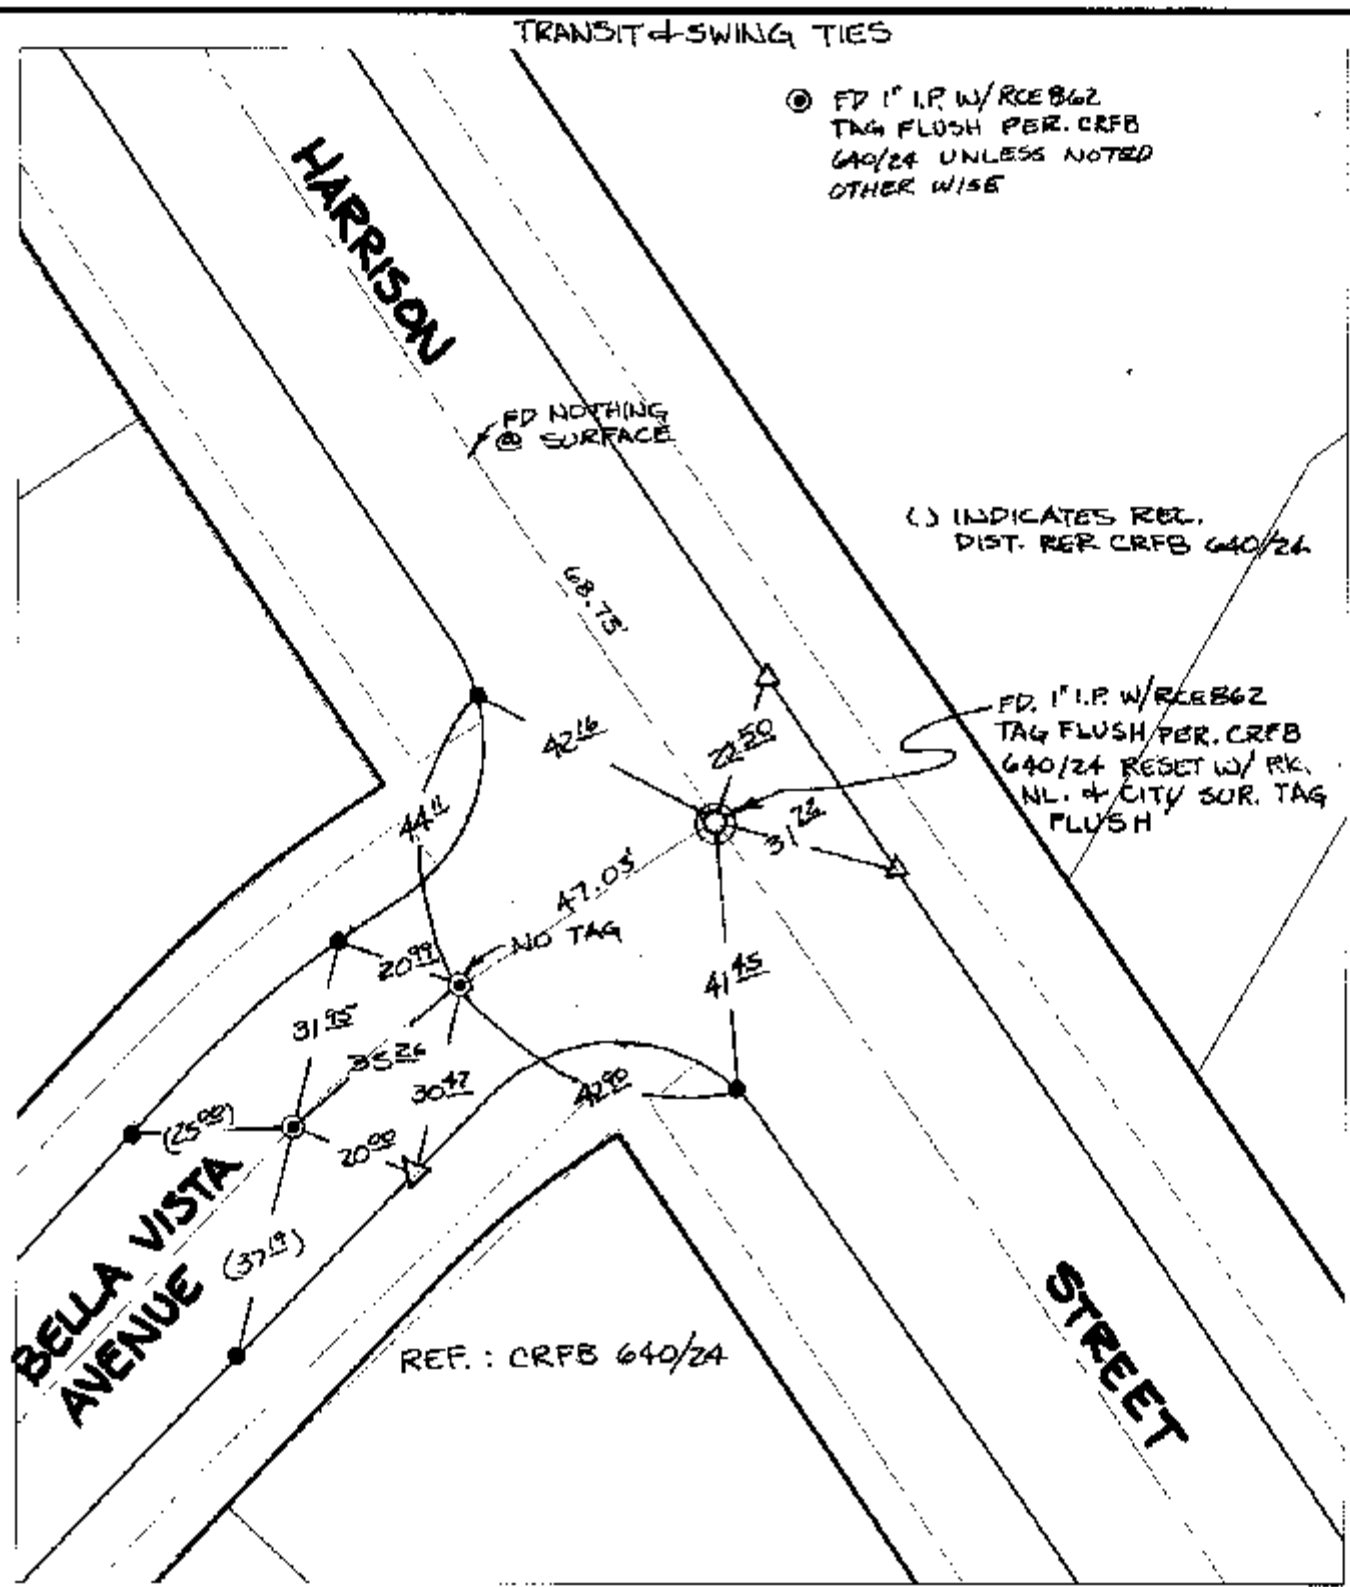 TRANSIT & SWING TIES
FD 1" I.P. W/RCE 862
TAG FLUSH PER. CRFB
640/24 UNLESS NOTED
OTHER WISE
HARRISON
FD NOTHING
@ SURFACE
() INDICATES REC.
DIST. PER CRFB 640/24
68.73'
FD. 1" I.P. W/RCE862
TAG FLUSH PER. CRFB
640/24 RESET W/ PK.
NL. & CITY SUR. TAG
FLUSH
42 16
22 50
31 22
44 11
47.03'
NO TAG
20 99
41 45
31 95
35 26
30 47
42 90
(25 00)
20 00
(37 19)
BELLA VISTA
AVENUE
STREET
REF. : CRFB 640/24